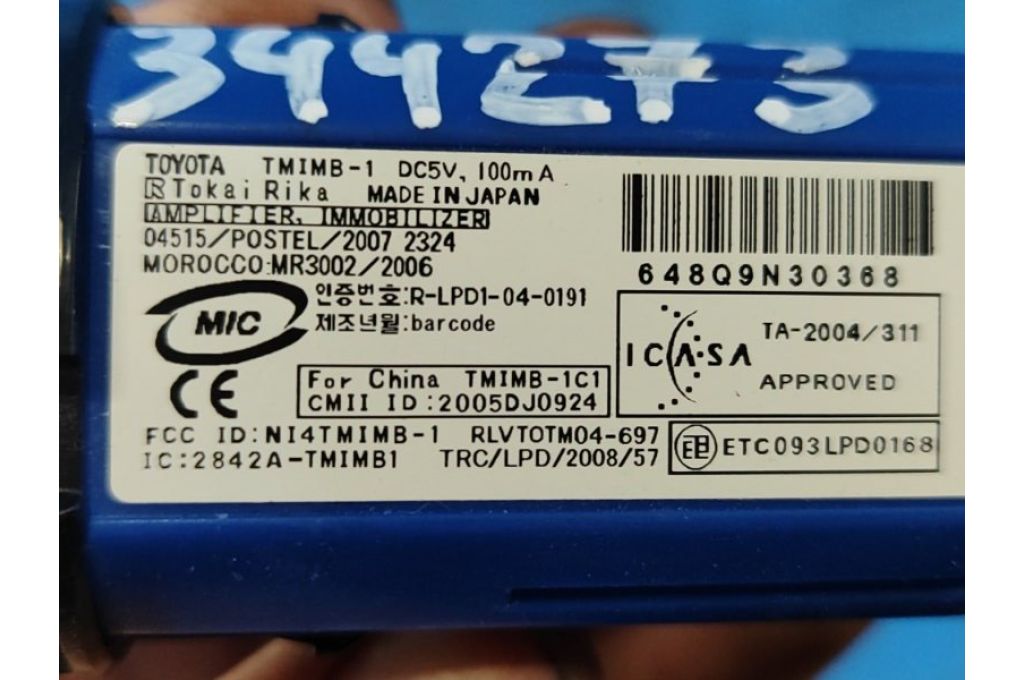 344273
TOYOTA TMIMB-1 DC5V, 100mA
Tokai Rika MADE IN JAPAN
AMPLIFIER, IMMOBILIZER
04515/POSTEL/2007 2324
MOROCCO:MR3002/2006
648Q9N30368
MIC
인증번호:R-LPD1-04-0191
제조년월:barcode
ICASA
TA-2004/311
APPROVED
CE
For China TMIMB-1C1
CMII ID:2005DJ0924
FCC ID:NI4TMIMB-1 RLVTOTM04-697
IC:2842A-TMIMB1 TRC/LPD/2008/57
ETC093LPD0168